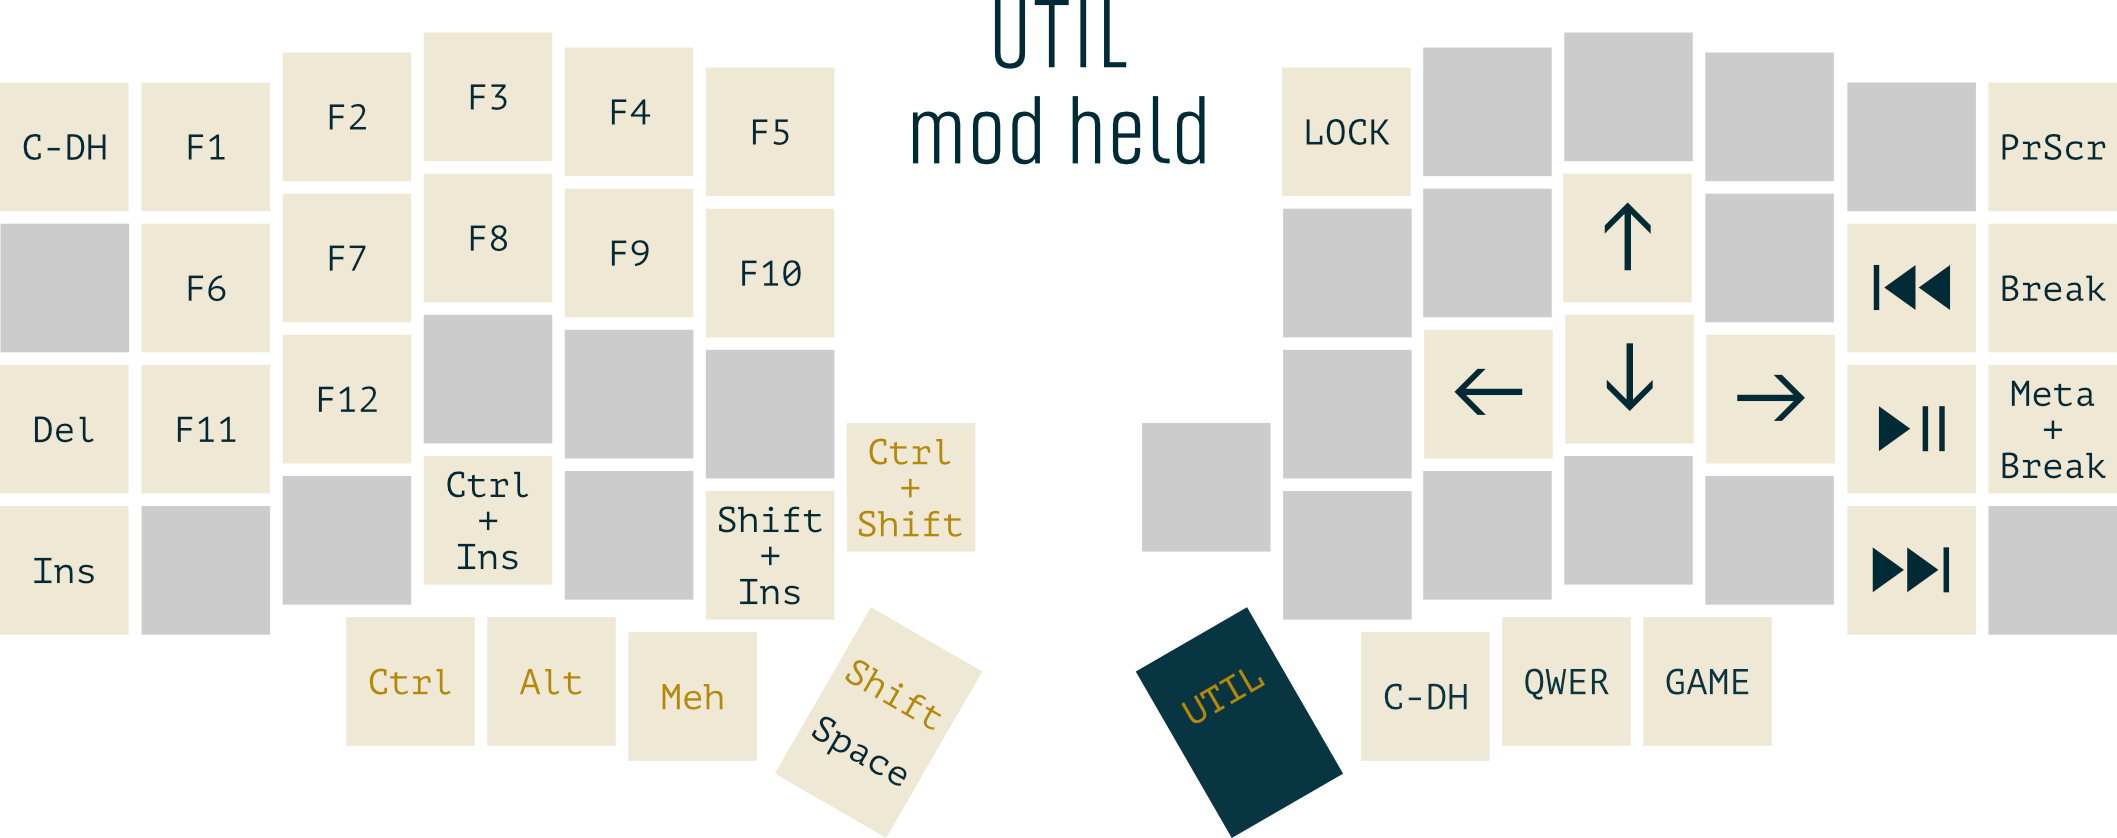 UTIL
mod held
C-DH
F1
F2
F3
F4
F5
F6
F7
F8
F9
F10
Del
F11
F12
Ins
Ctrl
+
Ins
Shift
+
Ins
Ctrl
+
Shift
Ctrl
Alt
Meh
Shift
Space
LOCK
PrScr
Break
Meta
+
Break
UTIL
C-DH
QWER
GAME